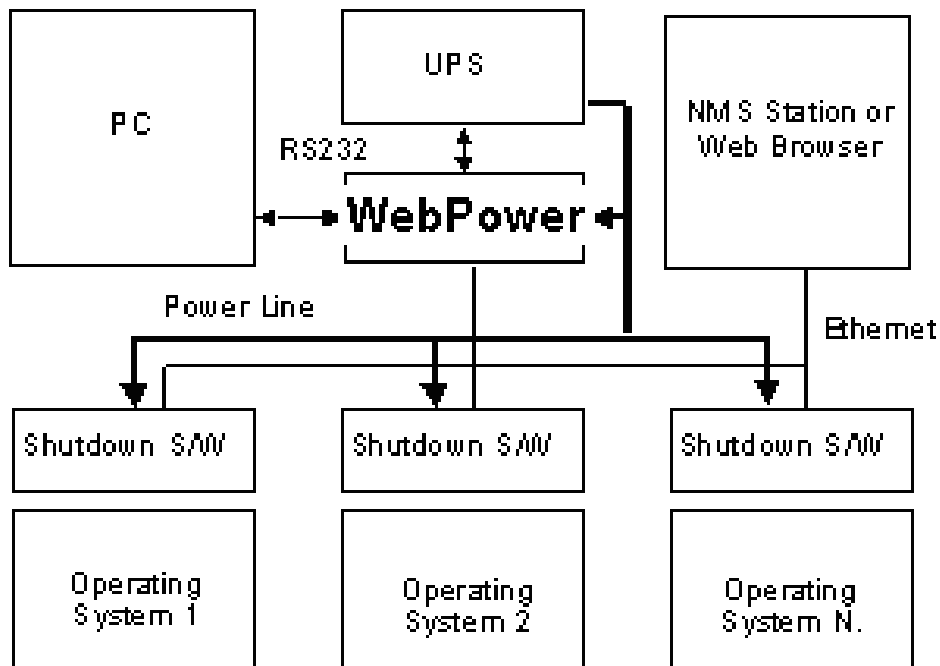 PC
UPS
NMS Station or
Web Browser
RS232
WebPower
Power Line
Ethernet
Shutdown S/W
Shutdown S/W
Shutdown S/W
Operating
System 1
Operating
System 2
Operating
System N.